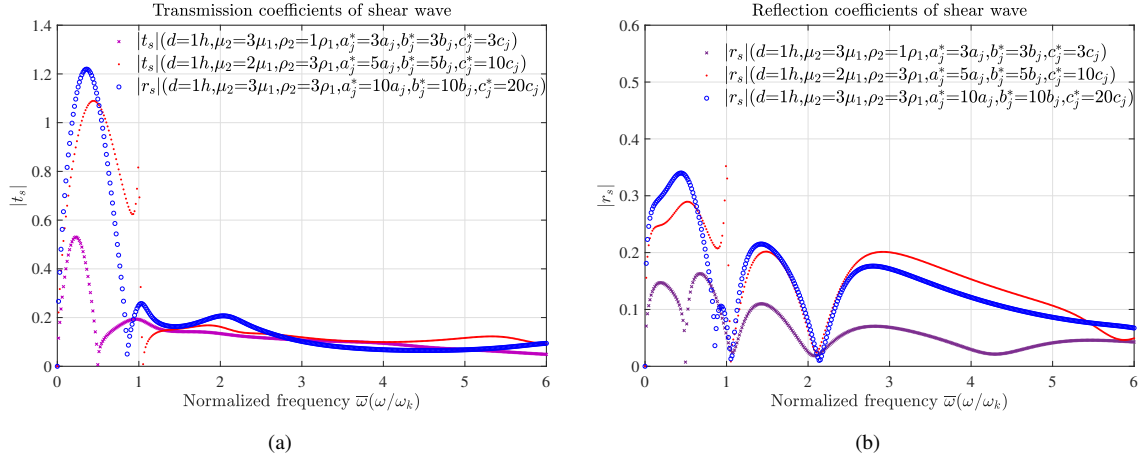 Transmission coefficients of shear wave
1.4
1.2
1
0.8
0.6
0.4
0.2
0
|t_s|
|t_s|(d=1h,μ_2=3μ_1,ρ_2=1ρ_1,a_j^*=3a_j,b_j^*=3b_j,c_j^*=3c_j)
|t_s|(d=1h,μ_2=2μ_1,ρ_2=3ρ_1,a_j^*=5a_j,b_j^*=5b_j,c_j^*=10c_j)
|r_s|(d=1h,μ_2=3μ_1,ρ_2=3ρ_1,a_j^*=10a_j,b_j^*=10b_j,c_j^*=20c_j)
0 1 2 3 4 5 6
Normalized frequency ω̅(ω/ω_k)
(a)
Reflection coefficients of shear wave
0.6
0.5
0.4
0.3
0.2
0.1
0
|r_s|
|r_s|(d=1h,μ_2=3μ_1,ρ_2=1ρ_1,a_j^*=3a_j,b_j^*=3b_j,c_j^*=3c_j)
|r_s|(d=1h,μ_2=2μ_1,ρ_2=3ρ_1,a_j^*=5a_j,b_j^*=5b_j,c_j^*=10c_j)
|r_s|(d=1h,μ_2=3μ_1,ρ_2=3ρ_1,a_j^*=10a_j,b_j^*=10b_j,c_j^*=20c_j)
0 1 2 3 4 5 6
Normalized frequency ω̅(ω/ω_k)
(b)